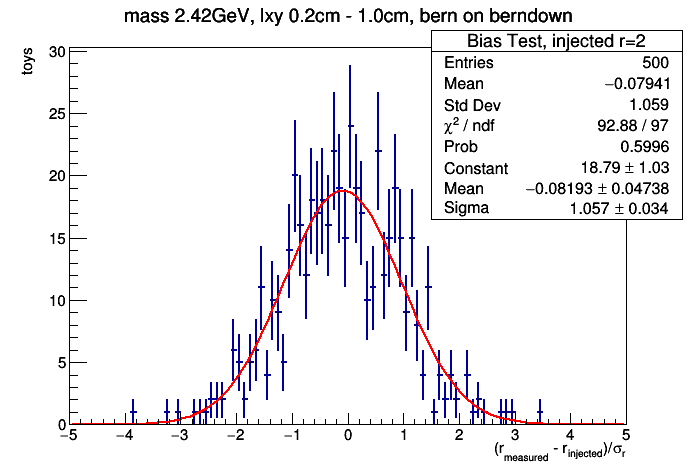 mass 2.42GeV, lxy 0.2cm - 1.0cm, bern on berndown
Bias Test, injected r=2
Entries 500
Mean −0.07941
Std Dev 1.059
χ² / ndf 92.88 / 97
Prob 0.5996
Constant 18.79 ± 1.03
Mean −0.08193 ± 0.04738
Sigma 1.057 ± 0.034
toys
30
25
20
15
10
5
0
−5 −4 −3 −2 −1 0 1 2 3 4 5
(r_measured - r_injected)/σ_r